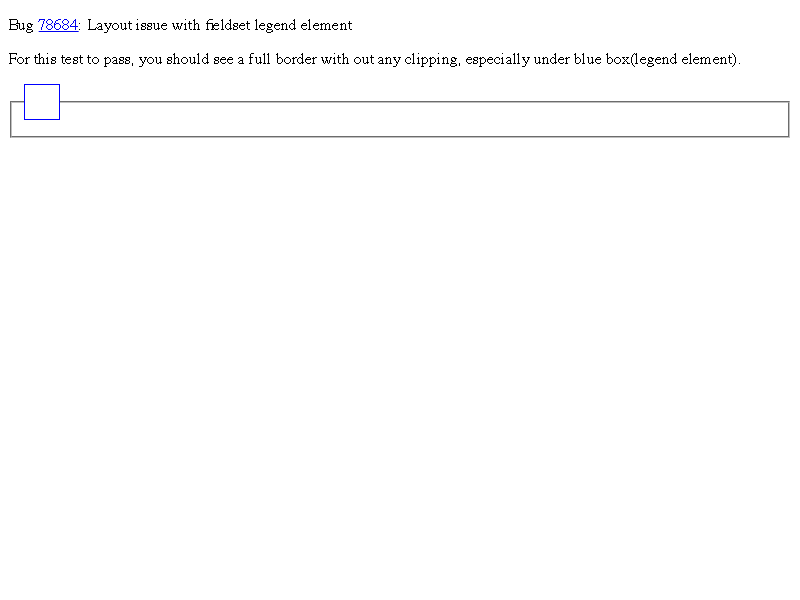 Bug 78684: Layout issue with fieldset legend element
For this test to pass, you should see a full border with out any clipping, especially under blue box(legend element).